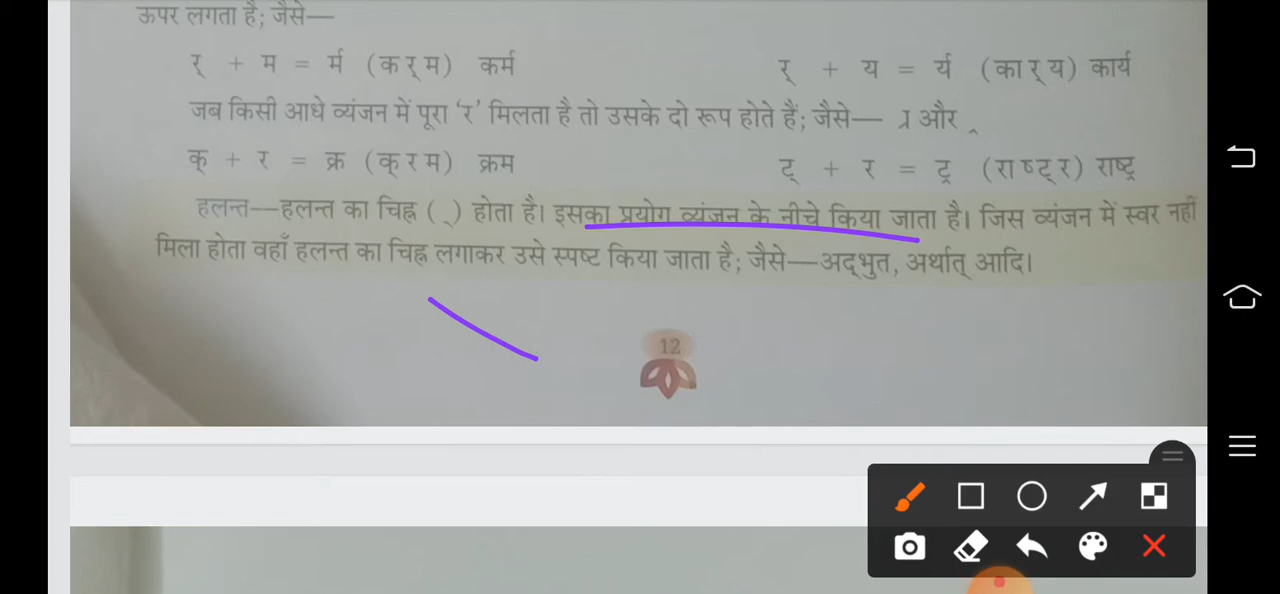 ऊपर लगता है; जैसे—
र् + म = र्म (क र् म) कर्म र् + य = र्य (का र् य) कार्य
जब किसी आधे व्यंजन में पूरा 'र' मिलता है तो उसके दो रूप होते हैं; जैसे— ्र और ‸
क् + र = क्र (क् र म) क्रम ट् + र = ट्र (रा ष् ट् र) राष्ट्र
हलन्त—हलन्त का चिह्न ( ् ) होता है। इसका प्रयोग व्यंजन के नीचे किया जाता है। जिस व्यंजन में स्वर नहीं
मिला होता वहाँ हलन्त का चिह्न लगाकर उसे स्पष्ट किया जाता है; जैसे—अद्‌भुत, अर्थात् आदि।
12